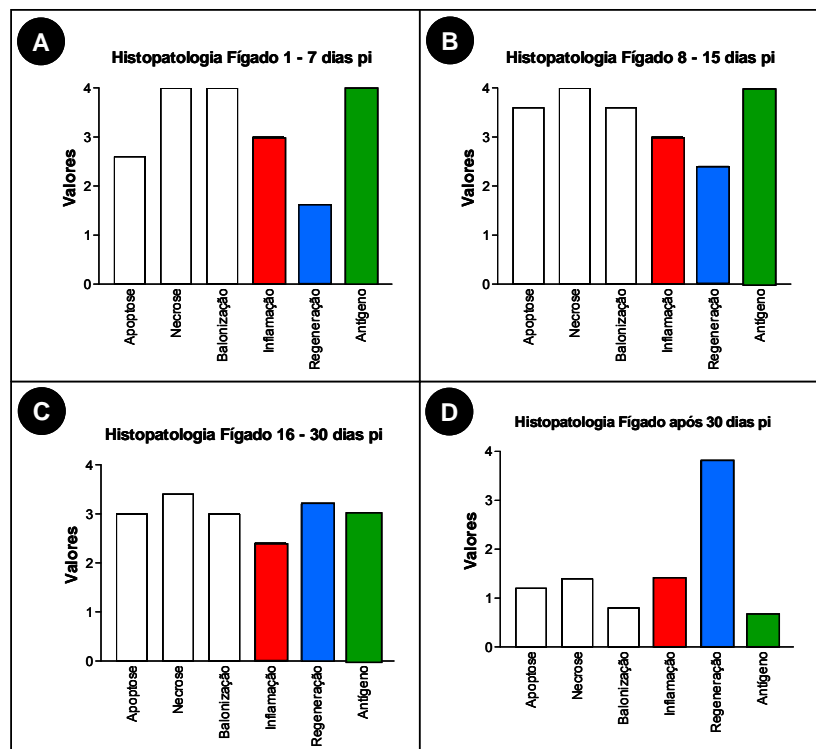 A
Histopatologia Fígado 1 - 7 dias pi
Valores
4
3
2
1
0
Apoptose
Necrose
Balonização
Inflamação
Regeneração
Antígeno
B
Histopatologia Fígado 8 - 15 dias pi
Valores
4
3
2
1
0
Apoptose
Necrose
Balonização
Inflamação
Regeneração
Antígeno
C
Histopatologia Fígado 16 - 30 dias pi
Valores
4
3
2
1
0
Apoptose
Necrose
Balonização
Inflamação
Regeneração
Antígeno
D
Histopatologia Fígado após 30 dias pi
Valores
4
3
2
1
0
Apoptose
Necrose
Balonização
Inflamação
Regeneração
Antígeno